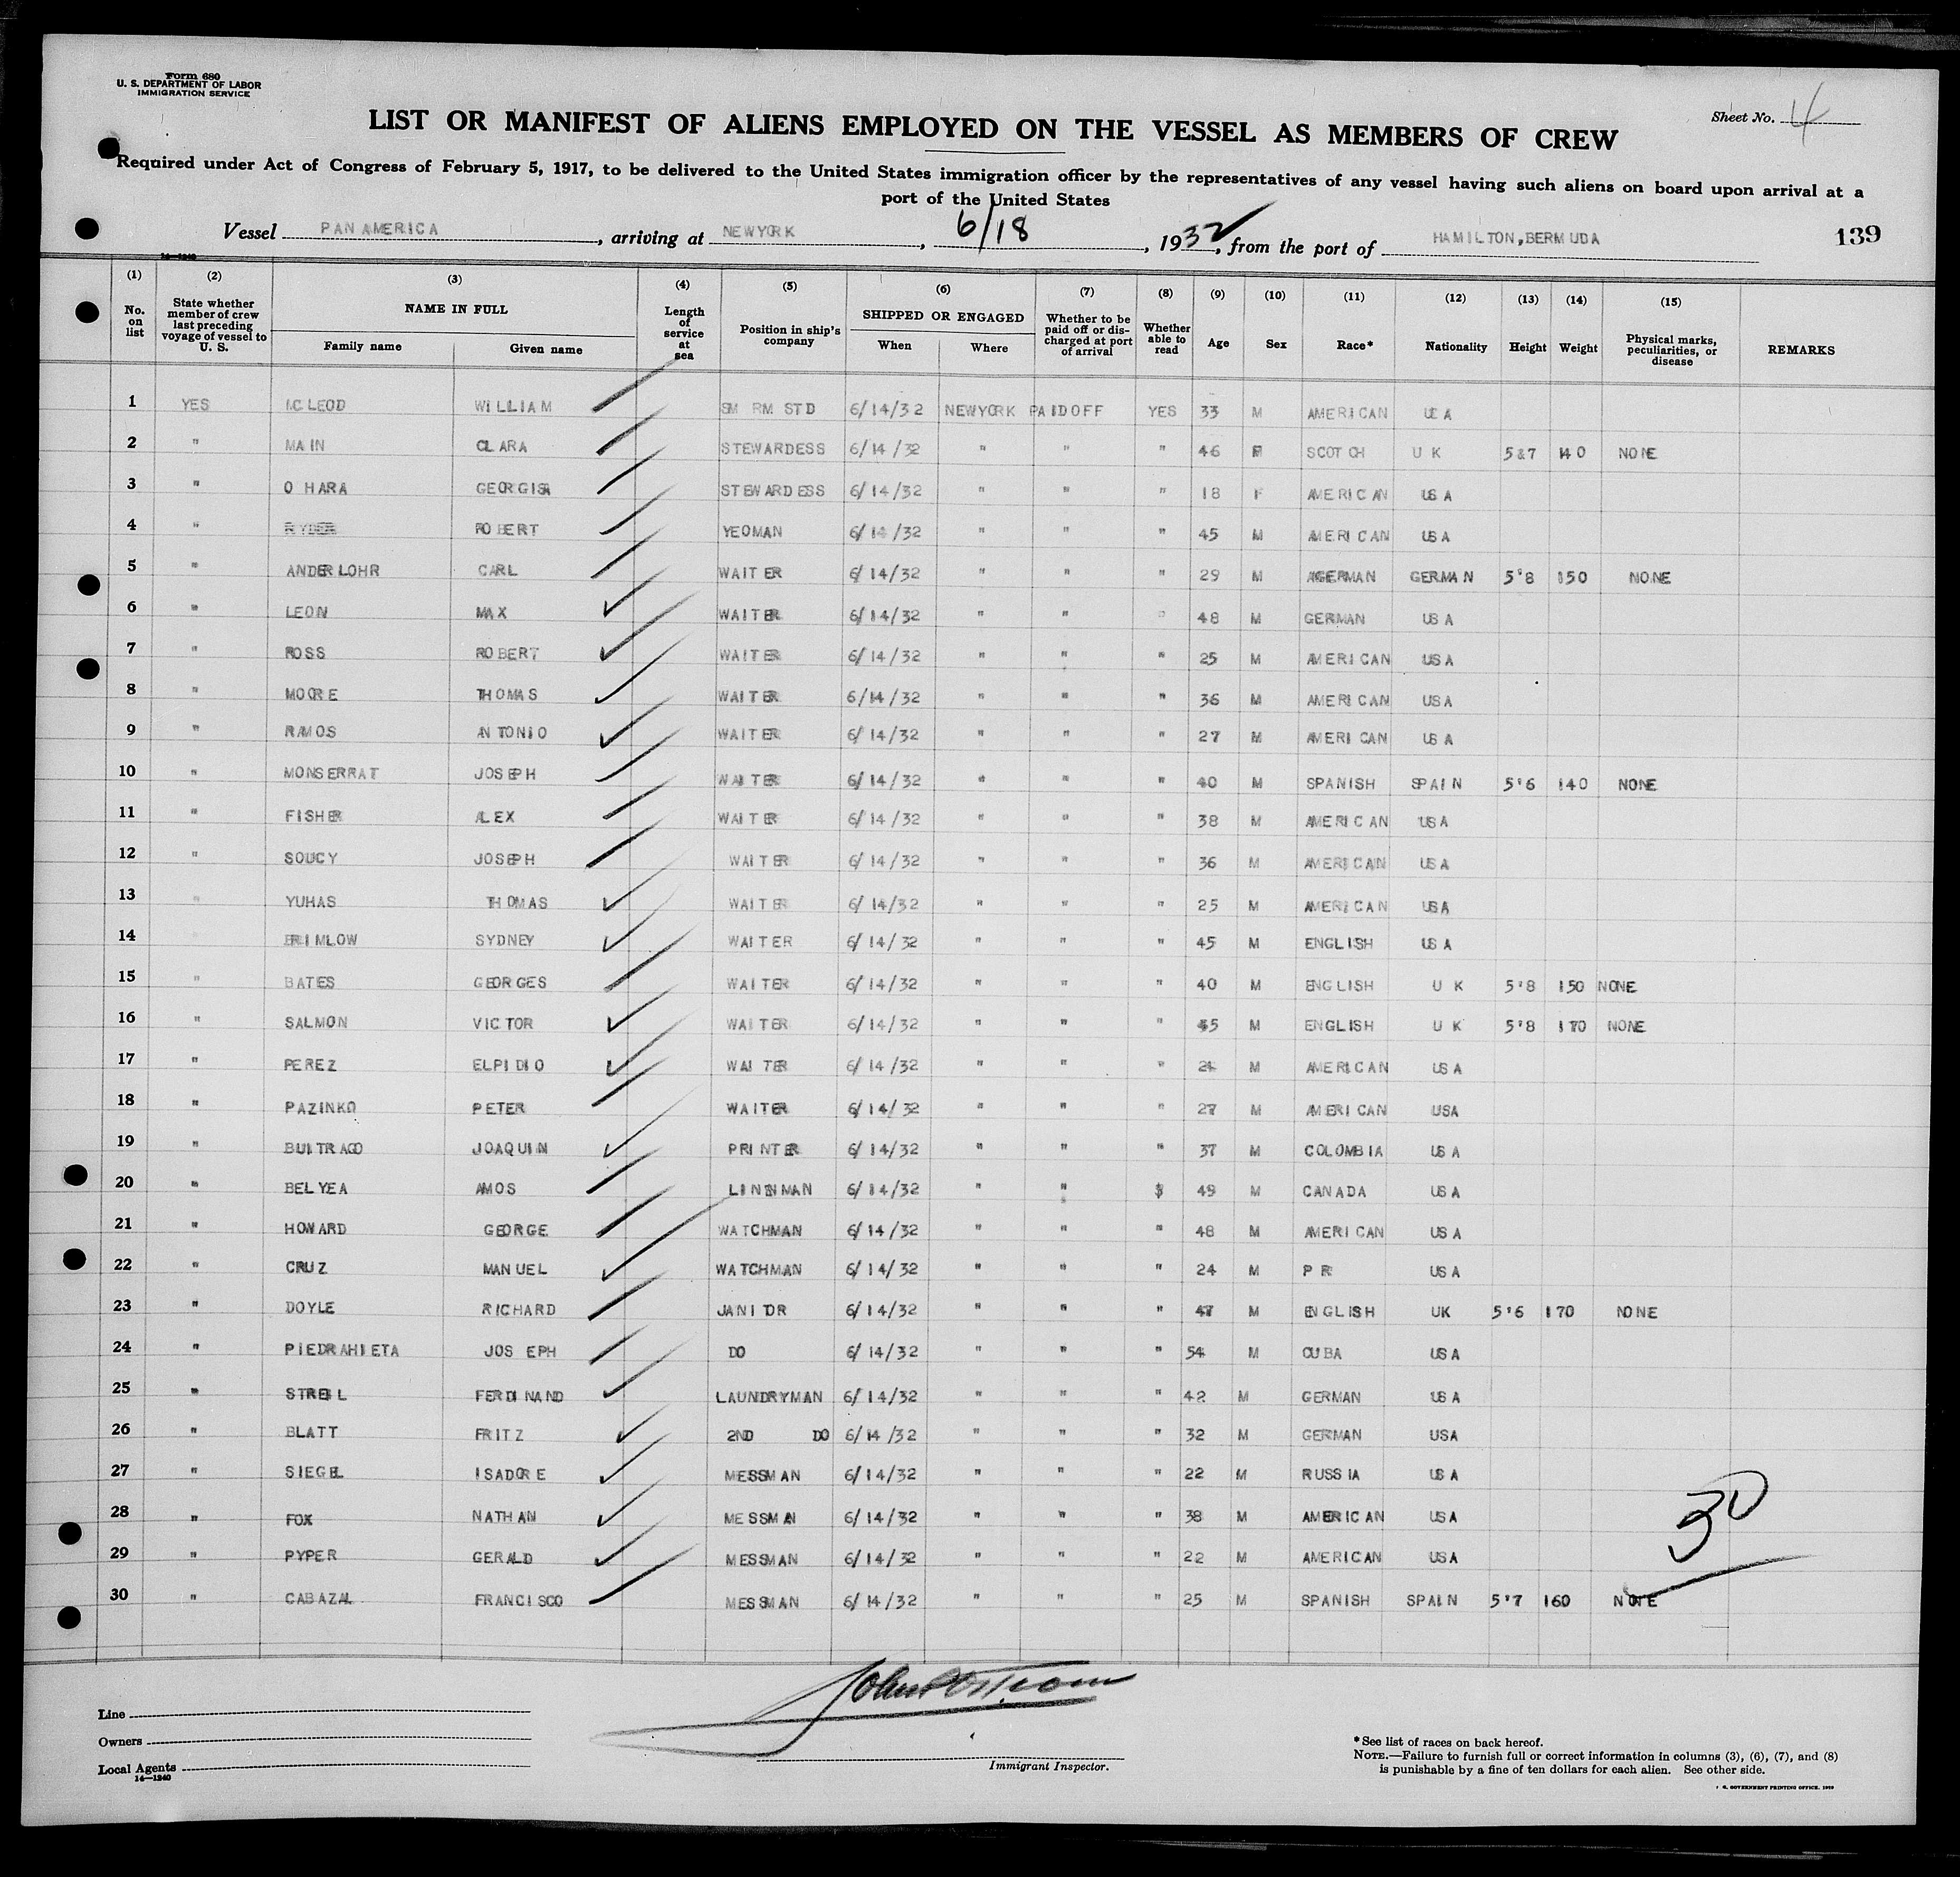 Form 680
U. S. DEPARTMENT OF LABOR
IMMIGRATION SERVICE
Sheet No. 4
LIST OR MANIFEST OF ALIENS EMPLOYED ON THE VESSEL AS MEMBERS OF CREW
Required under Act of Congress of February 5, 1917, to be delivered to the United States immigration officer by the representatives of any vessel having such aliens on board upon arrival at a
port of the United States
Vessel PAN AMERICA, arriving at NEWYORK, 6/18, 1932, from the port of HAMILTON, BERMUDA 139
14—1240
(1) (2) (3) (4) (5) (6) (7) (8) (9) (10) (11) (12) (13) (14) (15)
No. on list State whether member of crew last preceding voyage of vessel to U. S. NAME IN FULL Family name Given name Length of service at sea Position in ship's company SHIPPED OR ENGAGED When Where Whether to be paid off or discharged at port of arrival Whether able to read Age Sex Race* Nationality Height Weight Physical marks, peculiarities, or disease REMARKS
1 YES MCLEOD WILLIAM SM RM STD 6/14/32 NEWYORK PAIDOFF YES 33 M AMERICAN USA
2 " MAIN CLARA STEWARDESS 6/14/32 " " " 46 F SCOTCH UK 5&7 140 NONE
3 " O HARA GEORGIA STEWARDESS 6/14/32 " " " 18 F AMERICAN USA
4 " RYDER ROBERT YEOMAN 6/14/32 " " " 45 M AMERICAN USA
5 " ANDERLOHR CARL WAITER 6/14/32 " " " 29 M GERMAN GERMAN 5'8 150 NONE
6 " LEON MAX WAITER 6/14/32 " " " 48 M GERMAN USA
7 " ROSS ROBERT WAITER 6/14/32 " " " 25 M AMERICAN USA
8 " MOORE THOMAS WAITER 6/14/32 " " " 36 M AMERICAN USA
9 " RAMOS ANTONIO WAITER 6/14/32 " " " 27 M AMERICAN USA
10 " MONSERRAT JOSEPH WAITER 6/14/32 " " " 40 M SPANISH SPAIN 5'6 140 NONE
11 " FISHER ALEX WAITER 6/14/32 " " " 38 M AMERICAN USA
12 " SOUCY JOSEPH WAITER 6/14/32 " " " 36 M AMERICAN USA
13 " YUHAS THOMAS WAITER 6/14/32 " " " 25 M AMERICAN USA
14 SYDNEY WAITER 6/14/32 " " " 45 M ENGLISH USA
15 " BATES GEORGES WAITER 6/14/32 " " " 40 M ENGLISH UK 5'8 150 NONE
16 " SALMON VICTOR WAITER 6/14/32 " " " 45 M ENGLISH UK 5'8 170 NONE
17 " PEREZ ELPIDIO WAITER 6/14/32 " " " M AMERICAN USA
18 " PAZINKO PETER WAITER 6/14/32 " " " 27 M AMERICAN USA
19 " BUITRAGO JOAQUIN PRINTER 6/14/32 " " " 37 M COLOMBIA USA
20 " BELYEA AMOS LINNMAN 6/14/32 " " 49 M CANADA USA
21 " HOWARD GEORGE WATCHMAN 6/14/32 " " " 48 M AMERICAN USA
22 " CRUZ MANUEL WATCHMAN 6/14/32 " " " 24 M P R USA
23 " DOYLE RICHARD JANITOR 6/14/32 " " " 47 M ENGLISH UK 5'6 170 NONE
24 " PIEDRAHIETA JOSEPH DO 6/14/32 " " " 54 M CUBA USA
25 " STREBL FERDINAND LAUNDRYMAN 6/14/32 " " " 42 M GERMAN USA
26 " BLATT FRITZ 2ND DO 6/14/32 " " " 32 M GERMAN USA
27 " SIEGEL ISADORE MESSMAN 6/14/32 " " " 22 M RUSSIA USA
28 " FOX NATHAN MESSMAN 6/14/32 " " " 38 M AMERICAN USA
29 " PYPER GERALD MESSMAN 6/14/32 " " " 22 M AMERICAN USA
30 " CABAZAL FRANCISCO MESSMAN 6/14/32 " " " 25 M SPANISH SPAIN 5'7 160 NONE
30
Line
Owners
Local Agents
14—1240
Immigrant Inspector.
*See list of races on back hereof.
NOTE.—Failure to furnish full or correct information in columns (3), (6), (7), and (8)
is punishable by a fine of ten dollars for each alien. See other side.